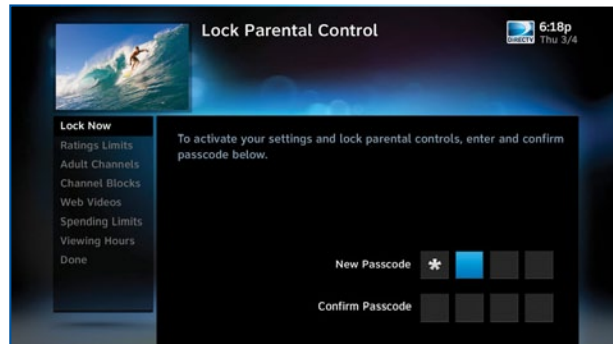 Lock Parental Control
DIRECTV
6:18p
Thu 3/4
Lock Now
Ratings Limits
Adult Channels
Channel Blocks
Web Videos
Spending Limits
Viewing Hours
Done
To activate your settings and lock parental controls, enter and confirm
passcode below.
New Passcode *
Confirm Passcode